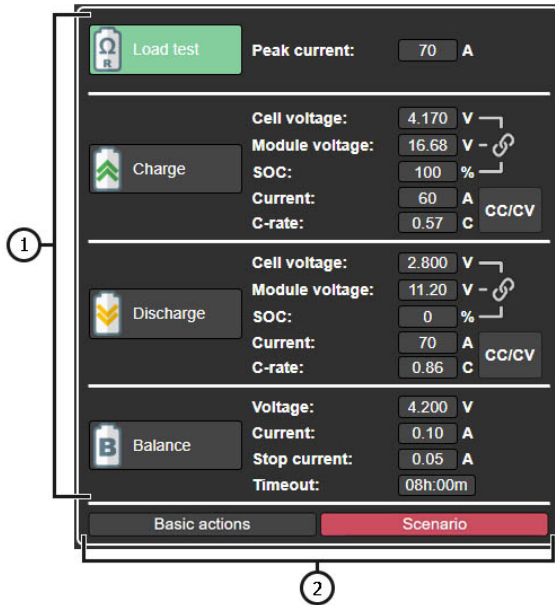 Ω
R
Load test
Peak current: 70 A
Charge
Cell voltage: 4.170 V
Module voltage: 16.68 V
SOC: 100 %
Current: 60 A
C-rate: 0.57 C
CC/CV
Discharge
Cell voltage: 2.800 V
Module voltage: 11.20 V
SOC: 0 %
Current: 70 A
C-rate: 0.86 C
CC/CV
B
Balance
Voltage: 4.200 V
Current: 0.10 A
Stop current: 0.05 A
Timeout: 08h:00m
Basic actions
Scenario
1
2